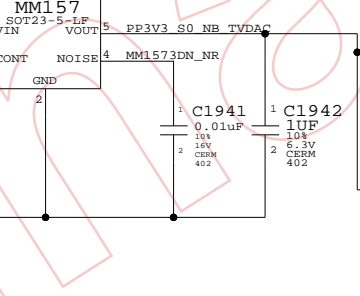 MM157
SOT23-5-LF
VIN
VOUT
5
PP3V3_S0_NB_TVDAC
CONT
NOISE
4
MM1573DN_NR
GND
2
1
C1941
0.01uF
10%
16V
CERM
402
2
1
C1942
1UF
10%
6.3V
CERM
402
2